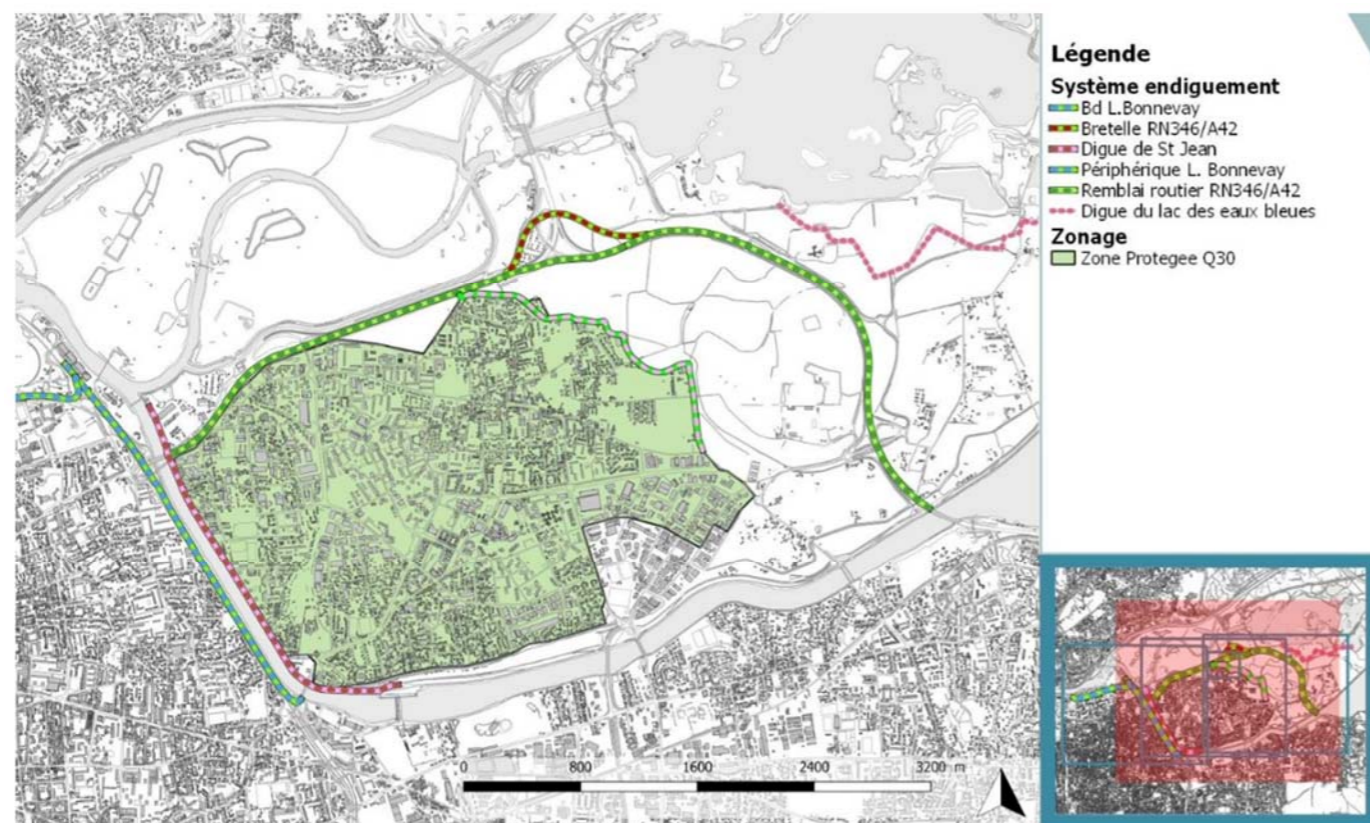 Légende
Système endiguement
Bd L.Bonnevay
Bretelle RN346/A42
Digue de St Jean
Périphérique L. Bonnevay
Remblai routier RN346/A42
Digue du lac des eaux bleues
Zonage
Zone Protegee Q30
0 800 1600 2400 3200 m